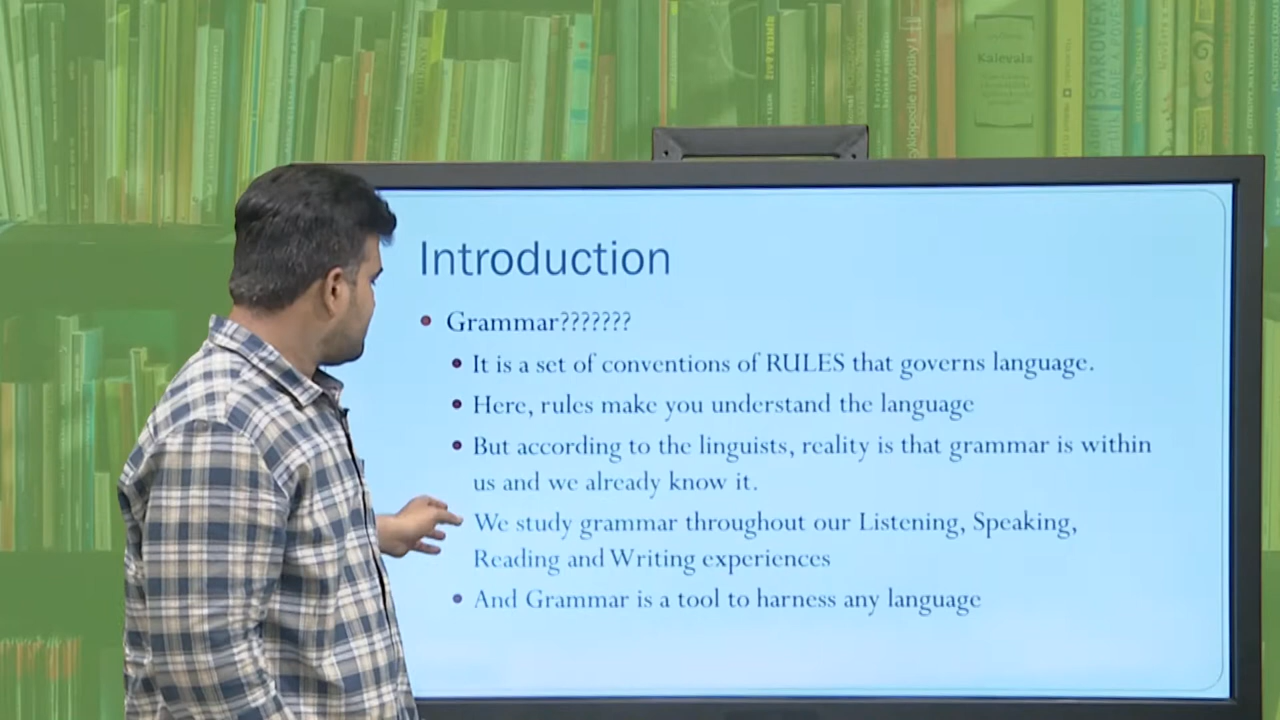 Kalevala
STAROVEK
Introduction
Grammar???????
It is a set of conventions of RULES that governs language.
Here, rules make you understand the language
But according to the linguists, reality is that grammar is within
us and we already know it.
We study grammar throughout our Listening, Speaking,
Reading and Writing experiences
And Grammar is a tool to harness any language